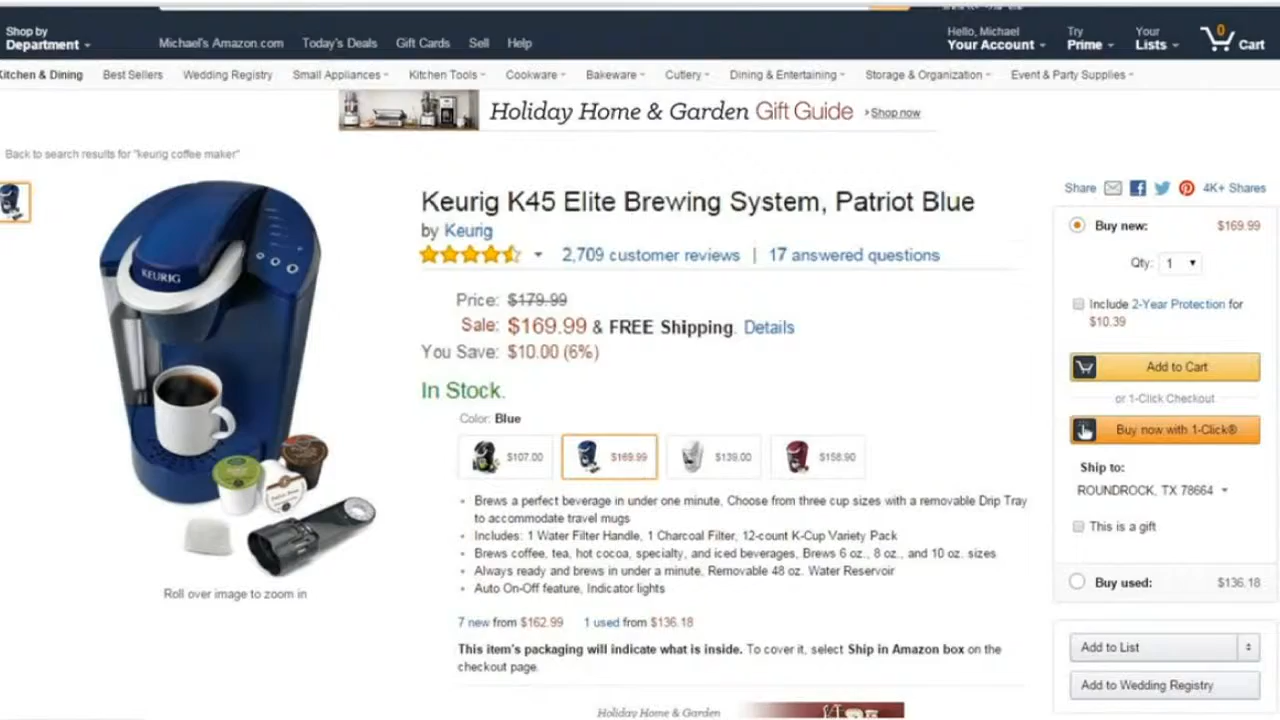 Shop by
Department
Michael's Amazon.com
Today's Deals
Gift Cards
Sell
Help
Hello, Michael
Your Account
Try
Prime
Your
Lists
0
Cart
Kitchen & Dining
Best Sellers
Wedding Registry
Small Appliances
Kitchen Tools
Cookware
Bakeware
Cutlery
Dining & Entertaining
Storage & Organization
Event & Party Supplies
Holiday Home & Garden Gift Guide
Shop now
Back to search results for "keurig coffee maker"
KEURIG
Roll over image to zoom in
Keurig K45 Elite Brewing System, Patriot Blue
by Keurig
2,709 customer reviews | 17 answered questions
Price: $179.99
Sale: $169.99 & FREE Shipping. Details
You Save: $10.00 (6%)
In Stock.
Color: Blue
$107.00
$169.99
$139.00
$158.90
Brews a perfect beverage in under one minute, Choose from three cup sizes with a removable Drip Tray
to accommodate travel mugs
Includes: 1 Water Filter Handle, 1 Charcoal Filter, 12-count K-Cup Variety Pack
Brews coffee, tea, hot cocoa, specialty, and iced beverages, Brews 6 oz., 8 oz., and 10 oz. sizes
Always ready and brews in under a minute, Removable 48 oz. Water Reservoir
Auto On-Off feature, Indicator lights
7 new from $162.99
1 used from $136.18
This item's packaging will indicate what is inside. To cover it, select Ship in Amazon box on the
checkout page.
Holiday Home & Garden
Share
4K+ Shares
Buy new:
$169.99
Qty: 1
Include 2-Year Protection for
$10.39
Add to Cart
or 1-Click Checkout
Buy now with 1-Click®
Ship to:
ROUNDROCK, TX 78664
This is a gift
Buy used:
$136.18
Add to List
Add to Wedding Registry